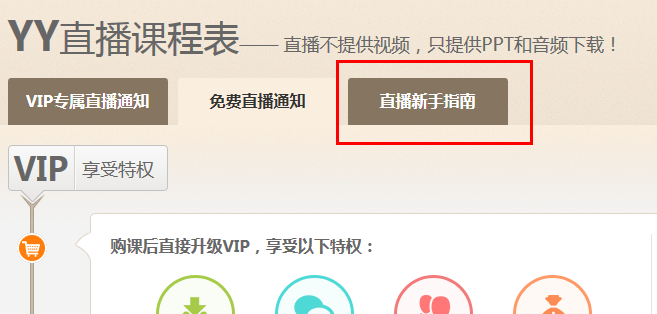 YY直播课程表—— 直播不提供视频，只提供PPT和音频下载！
VIP专属直播通知 免费直播通知 直播新手指南
VIP 享受特权
购课后直接升级VIP，享受以下特权：